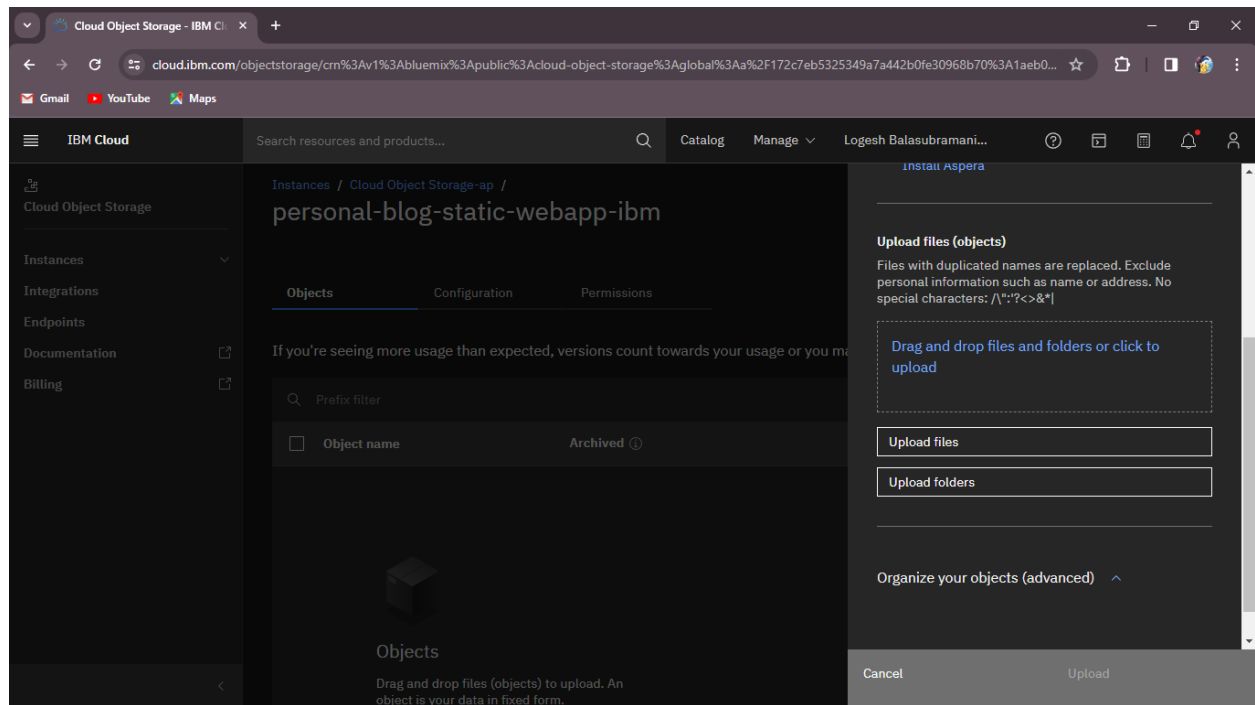 Cloud Object Storage - IBM Cl
cloud.ibm.com/objectstorage/crn%3Av1%3Abluemix%3Apublic%3Acloud-object-storage%3Aglobal%3Aa%2F172c7eb5325349a7a442b0fe30968b70%3A1aeb0...
Gmail YouTube Maps
IBM Cloud Search resources and products... Catalog Manage Logesh Balasubramani...
Cloud Object Storage
Instances
Integrations
Endpoints
Documentation
Billing
Instances / Cloud Object Storage-ap /
personal-blog-static-webapp-ibm
Objects Configuration Permissions
If you're seeing more usage than expected, versions count towards your usage or you ma
Prefix filter
Object name Archived
Objects
Drag and drop files (objects) to upload. An
object is your data in fixed form.
Install Aspera
Upload files (objects)
Files with duplicated names are replaced. Exclude
personal information such as name or address. No
special characters: /\":'?<>&*|
Drag and drop files and folders or click to
upload
Upload files
Upload folders
Organize your objects (advanced)
Cancel Upload